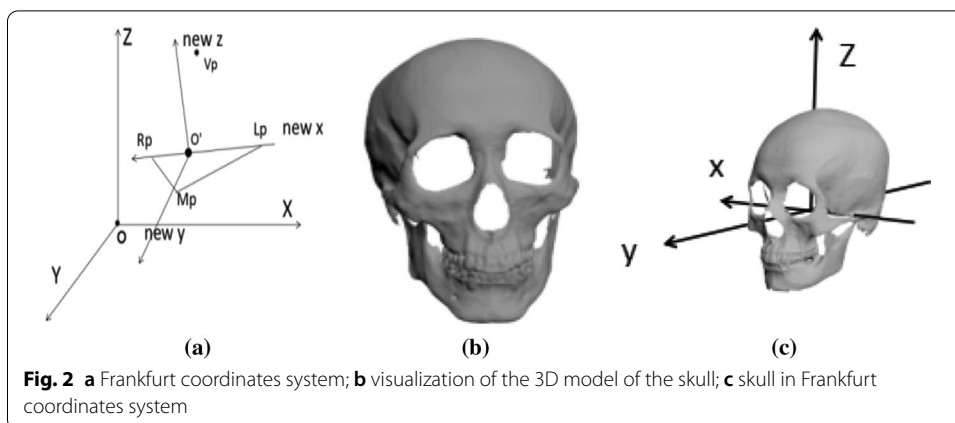 Z
new z
Vp
Rp
O'
Lp
new x
Mp
X
O
new y
Y
(a)
(b)
Z
x
y
(c)
Fig. 2 a Frankfurt coordinates system; b visualization of the 3D model of the skull; c skull in Frankfurt
coordinates system